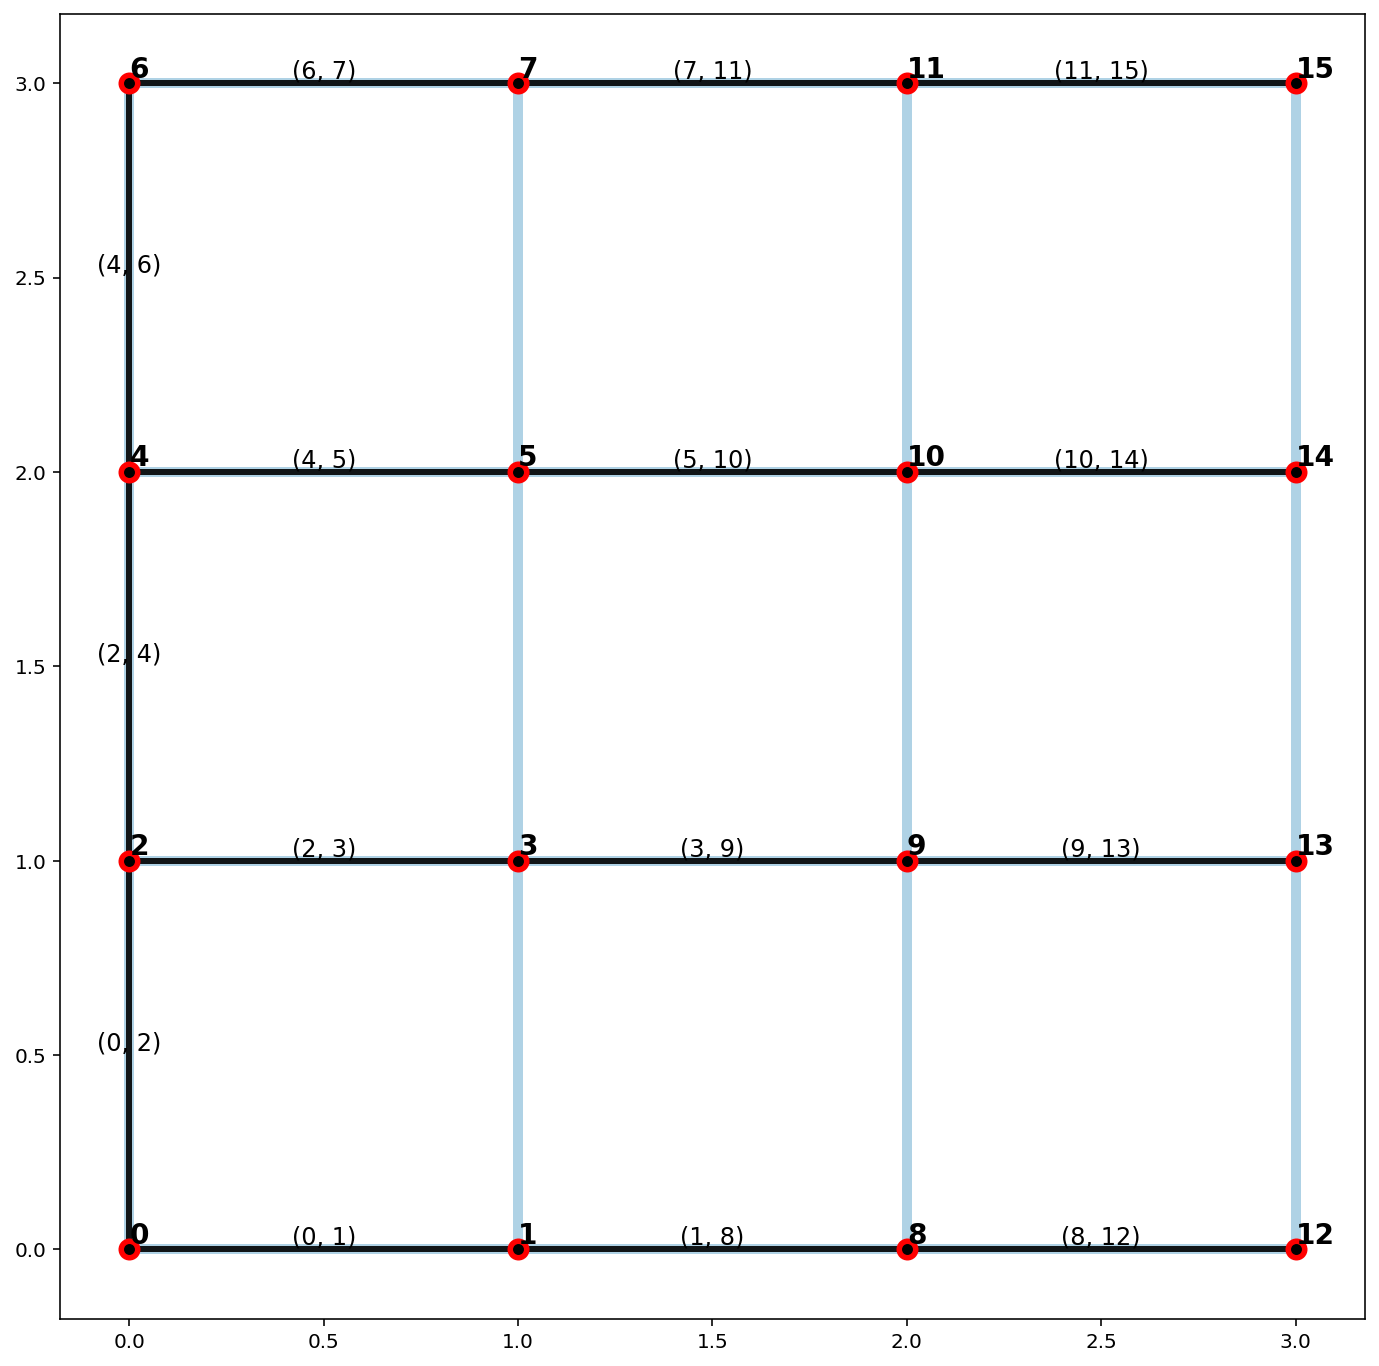 6 (6, 7) 7 (7, 11) 11 (11, 15) 15
3.0
(4, 6)
2.5
4 (4, 5) 5 (5, 10) 10 (10, 14) 14
2.0
(2, 4)
1.5
2 (2, 3) 3 (3, 9) 9 (9, 13) 13
1.0
(0, 2)
0.5
0 (0, 1) 1 (1, 8) 8 (8, 12) 12
0.0
0.0 0.5 1.0 1.5 2.0 2.5 3.0